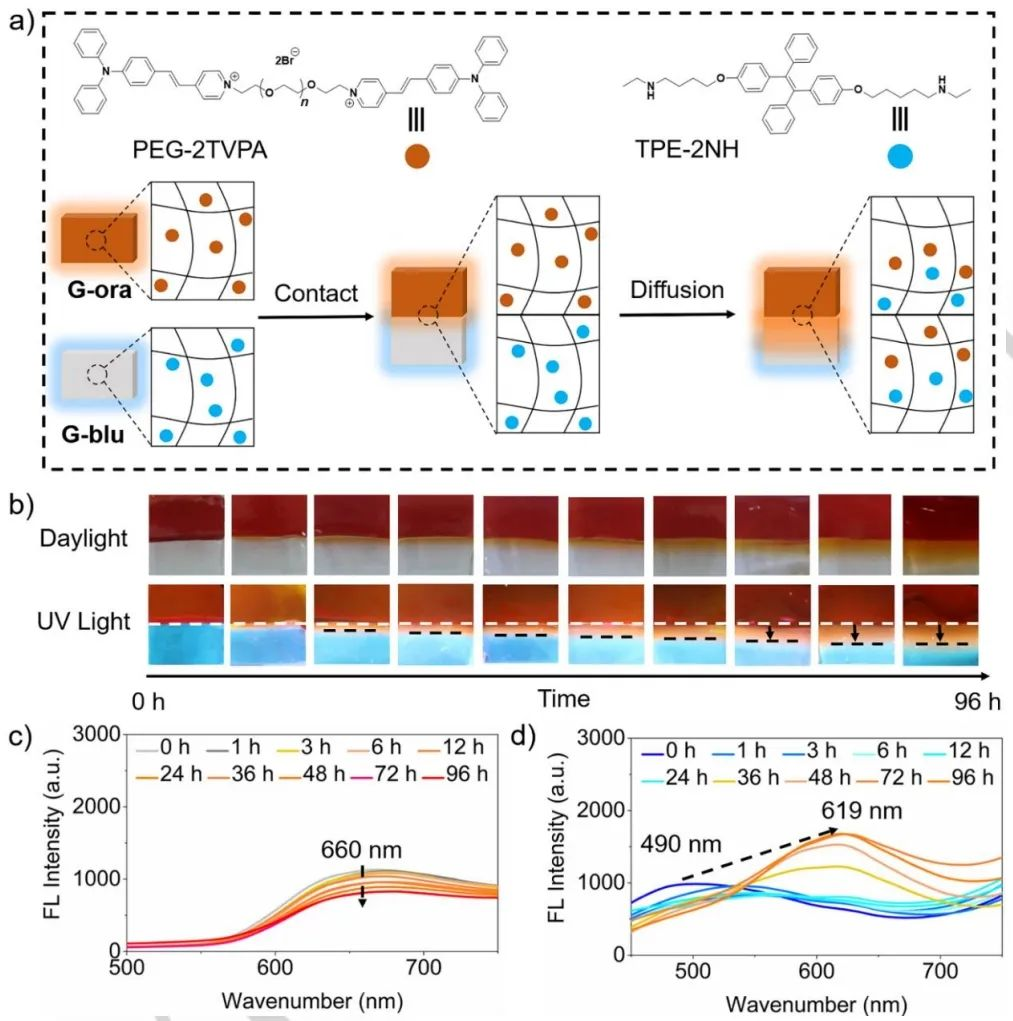 a)
N
2Br⊖
N
⊕
O
n
O
N
⊕
N
PEG-2TVPA
N
H
O
O
H
N
TPE-2NH
G-ora
Contact
Diffusion
G-blu
b)
Daylight
UV Light
0 h
Time
96 h
c)
FL Intensity (a.u.)
3000
2000
1000
0
0 h 1 h 3 h 6 h 12 h
24 h 36 h 48 h 72 h 96 h
660 nm
500 600 700
Wavenumber (nm)
d)
FL Intensity (a.u.)
3000
2000
1000
0
0 h 1 h 3 h 6 h 12 h
24 h 36 h 48 h 72 h 96 h
490 nm
619 nm
500 600 700
Wavenumber (nm)